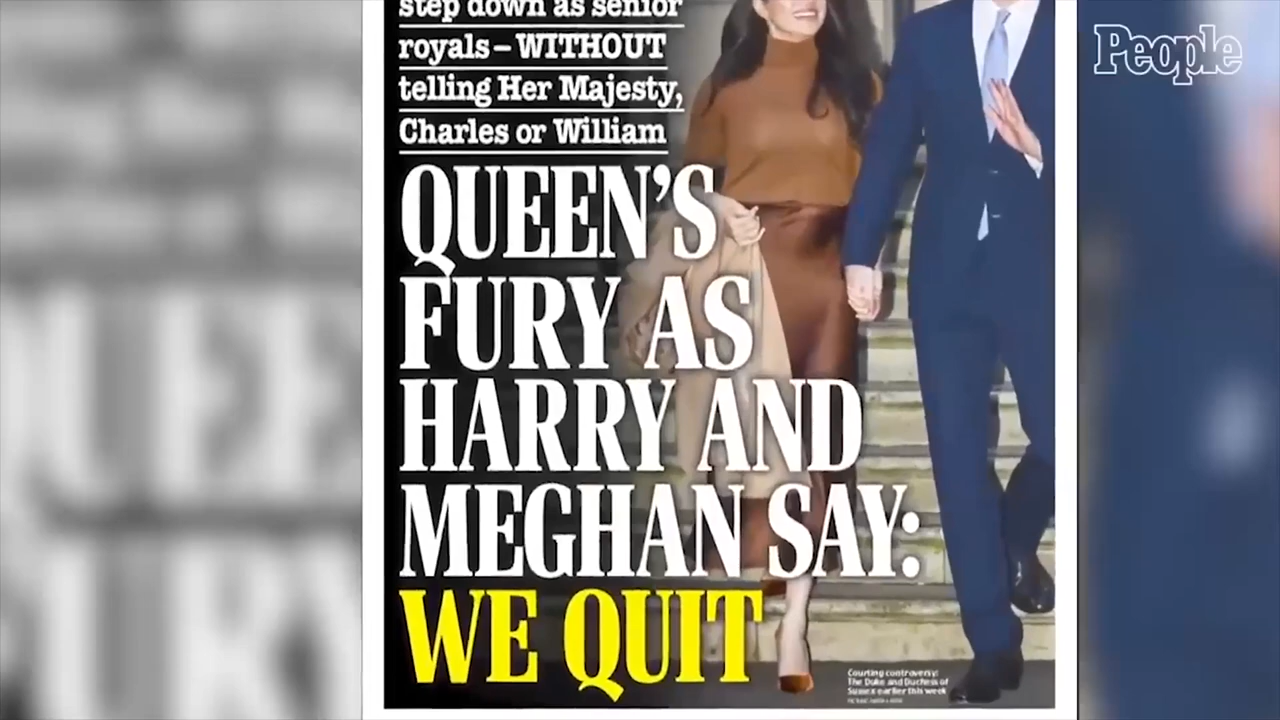 step down as senior
royals – WITHOUT
telling Her Majesty,
Charles or William
QUEEN'S
FURY AS
HARRY AND
MEGHAN SAY:
WE QUIT
Courting controversy:
The Duke and Duchess of
Sussex earlier this week
People